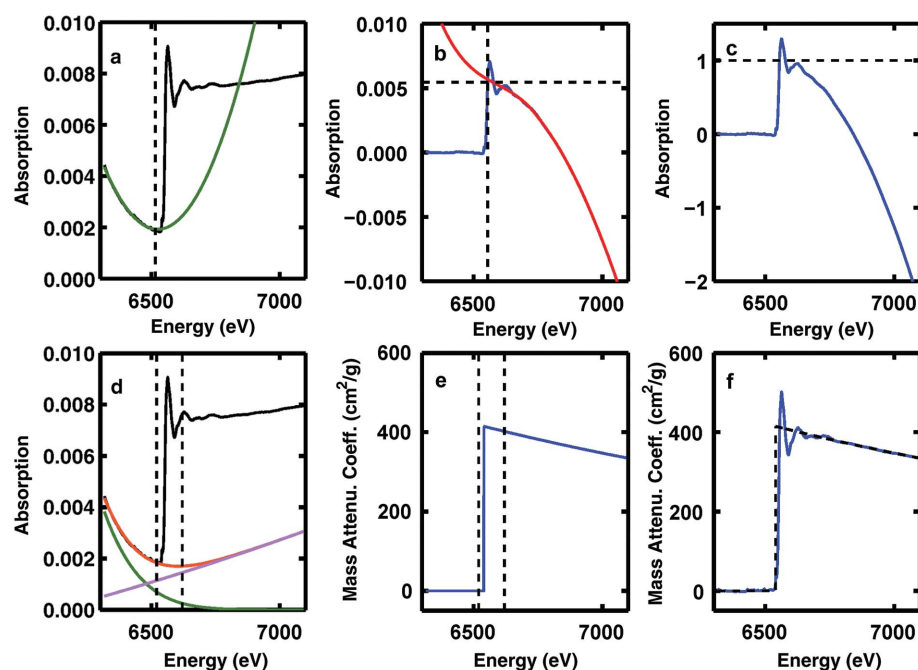 a
0.010
0.008
0.006
0.004
0.002
0.000
Absorption
6500 7000
Energy (eV)
b
0.010
0.005
0.000
−0.005
−0.010
Absorption
6500 7000
Energy (eV)
c
1
0
−1
−2
Absorption
6500 7000
Energy (eV)
d
0.010
0.008
0.006
0.004
0.002
0.000
Absorption
6500 7000
Energy (eV)
e
600
400
200
0
Mass Attenu. Coeff. (cm²/g)
6500 7000
Energy (eV)
f
600
400
200
0
Mass Attenu. Coeff. (cm²/g)
6500 7000
Energy (eV)